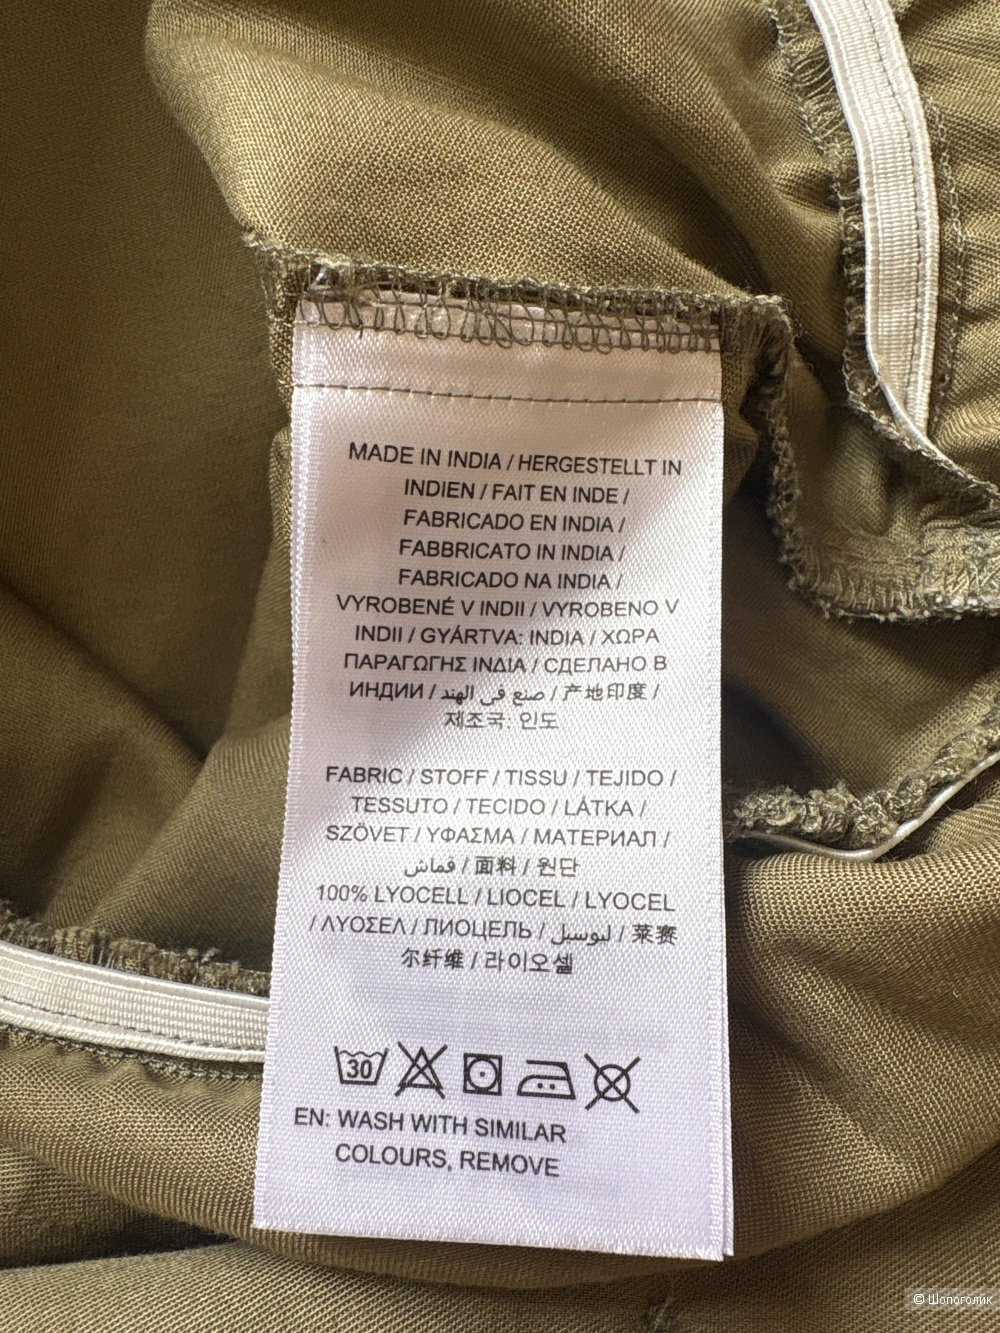 MADE IN INDIA / HERGESTELLT IN
INDIEN / FAIT EN INDE /
FABRICADO EN INDIA /
FABBRICATO IN INDIA /
FABRICADO NA INDIA /
VYROBENÉ V INDII / VYROBENO V
INDII / GYÁRTVA: INDIA / ΧΩΡΑ
ΠΑΡΑΓΩΓΗΣ ΙΝΔΙΑ / СДЕЛАНО В
ИНДИИ / صنع في الهند / 产地印度 /
제조국: 인도
FABRIC / STOFF / TISSU / TEJIDO /
TESSUTO / TECIDO / LÁTKA /
SZÖVET / ΥΦΑΣΜΑ / МАТЕРИАЛ /
قماش / 面料 / 원단
100% LYOCELL / LIOCEL / LYOCEL
/ ΛΥΟΣΕΛ / ЛИОЦЕЛЬ / ليوسيل / 莱赛
尔纤维 / 라이오셀
30
EN: WASH WITH SIMILAR
COLOURS, REMOVE
© Шопоголик